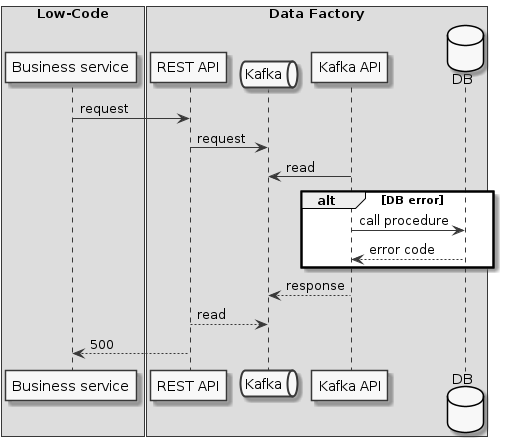 Low-Code
Data Factory
Business service
REST API
Kafka
Kafka API
DB
request
request
read
alt
[DB error]
call procedure
error code
response
read
500
Business service
REST API
Kafka
Kafka API
DB